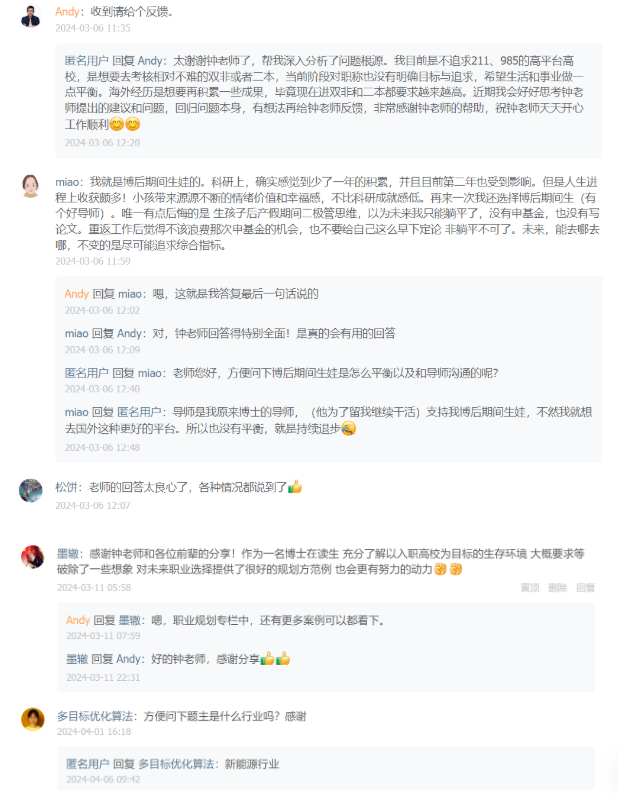 Andy：收到请给个反馈。
2024-03-06 11:35
匿名用户 回复 Andy：太谢谢钟老师了，帮我深入分析了问题根源。我目前是不追求211、985的高平台高
校，是想要去考核相对不难的双非或者二本，当前阶段对职称也没有明确目标与追求，希望生活和事业做一
点平衡。海外经历是想要再积累一些成果，毕竟现在进双非和二本都要求越来越高。近期我会好好思考钟老
师提出的建议和问题，回归问题本身，有想法再给钟老师反馈，非常感谢钟老师的帮助，祝钟老师天天开心
工作顺利😊😊
2024-03-06 12:20
miao：我就是博后期间生娃的。科研上，确实感觉到少了一年的积累，并且目前第二年也受到影响。但是人生进
程上收获颇多！小孩带来源源不断的情绪价值和幸福感，不比科研成就感低。再来一次我还选择博后期间生（有
个好导师）。唯一有点后悔的是 生孩子后产假期间二极管思维，以为未来我只能躺平了，没有申基金，也没有写
论文。重返工作后觉得不该浪费那次申基金的机会，也不要给自己这么早下定论 非躺平不可了。未来，能去哪去
哪，不变的是尽可能追求综合指标。
2024-03-06 11:59
Andy 回复 miao：嗯，这就是我答复最后一句话说的
2024-03-06 12:02
miao 回复 Andy：对，钟老师回答得特别全面！是真的会有用的回答
2024-03-06 12:09
匿名用户 回复 miao：老师您好，方便问下博后期间生娃是怎么平衡以及和导师沟通的呢？
2024-03-06 12:40
miao 回复 匿名用户：导师是我原来博士的导师，（他为了留我继续干活）支持我博后期间生娃，不然我就想
去国外这种更好的平台。所以也没有平衡，就是持续退步😂
2024-03-06 12:48
松饼：老师的回答太良心了，各种情况都说到了👍
2024-03-06 12:07
墨辙：感谢钟老师和各位前辈的分享！作为一名博士在读生 充分了解以入职高校为目标的生存环境 大概要求等
破除了一些想象 对未来职业选择提供了很好的规划方范例 也会更有努力的动力✊✊
2024-03-11 05:58
置顶 删除 回复
Andy 回复 墨辙：嗯，职业规划专栏中，还有更多案例可以都看下。
2024-03-11 07:59
墨辙 回复 Andy：好的钟老师，感谢分享👍👍
2024-03-11 22:31
多目标优化算法：方便问下题主是什么行业吗？感谢
2024-04-01 16:18
匿名用户 回复 多目标优化算法：新能源行业
2024-04-06 09:42